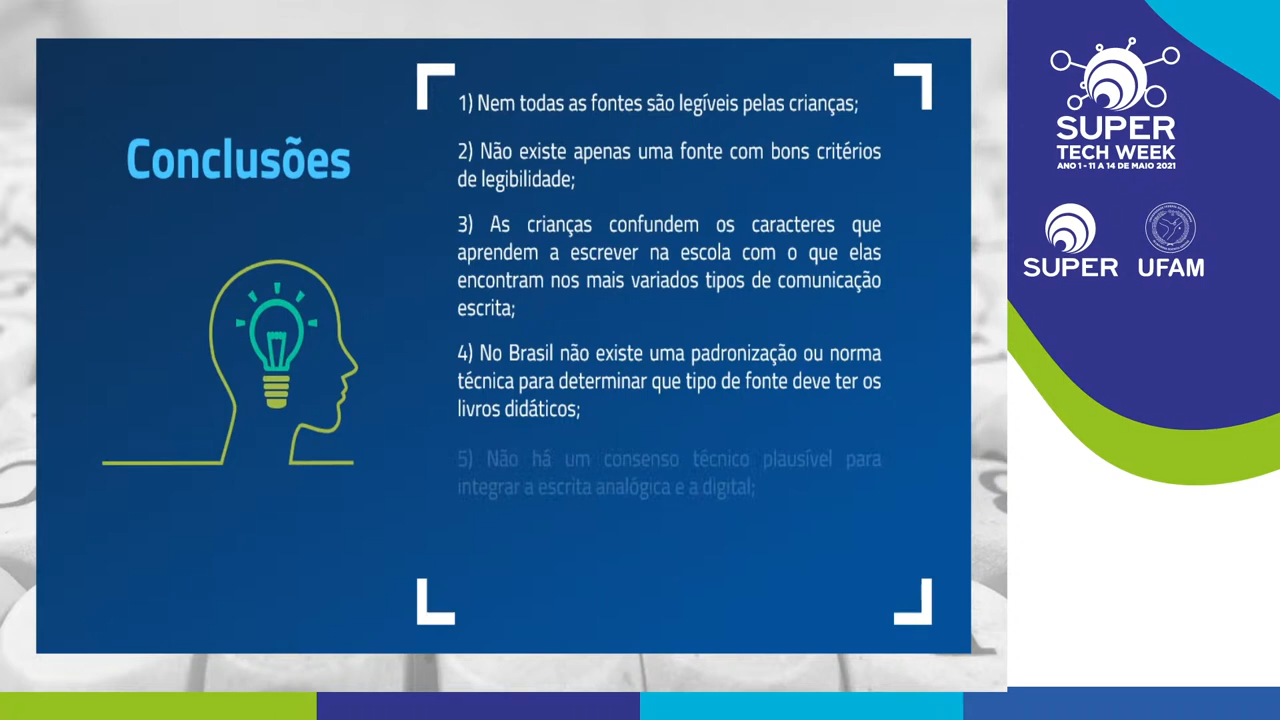 Conclusões
1) Nem todas as fontes são legíveis pelas crianças;
2) Não existe apenas uma fonte com bons critérios
de legibilidade;
3) As crianças confundem os caracteres que
aprendem a escrever na escola com o que elas
encontram nos mais variados tipos de comunicação
escrita;
4) No Brasil não existe uma padronização ou norma
técnica para determinar que tipo de fonte deve ter os
livros didáticos;
5) Não há um consenso técnico plausível para
integrar a escrita analógica e a digital;
SUPER
TECH WEEK
ANO 1 - 11 A 14 DE MAIO 2021
SUPER
UFAM